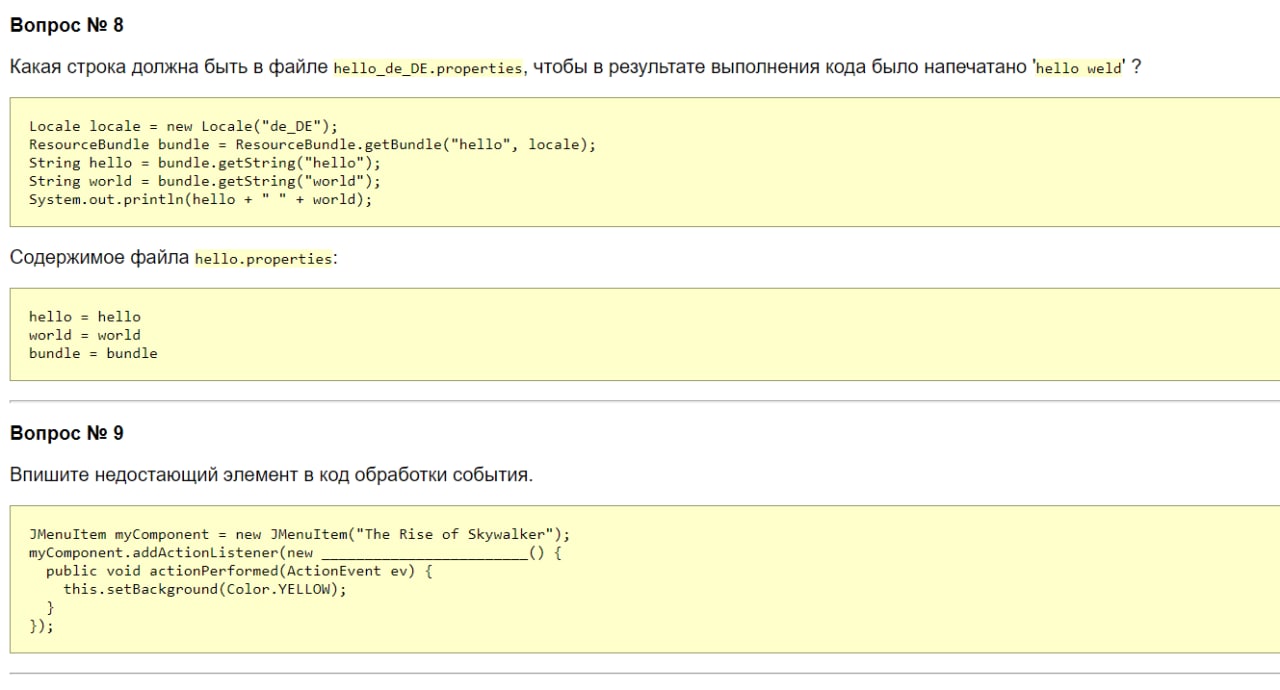 Вопрос № 8
Какая строка должна быть в файле hello_de_DE.properties, чтобы в результате выполнения кода было напечатано 'hello weld' ?
Locale locale = new Locale("de_DE");
ResourceBundle bundle = ResourceBundle.getBundle("hello", locale);
String hello = bundle.getString("hello");
String world = bundle.getString("world");
System.out.println(hello + " " + world);
Содержимое файла hello.properties:
hello = hello
world = world
bundle = bundle
Вопрос № 9
Впишите недостающий элемент в код обработки события.
JMenuItem myComponent = new JMenuItem("The Rise of Skywalker");
myComponent.addActionListener(new ________________________() {
  public void actionPerformed(ActionEvent ev) {
    this.setBackground(Color.YELLOW);
  }
});